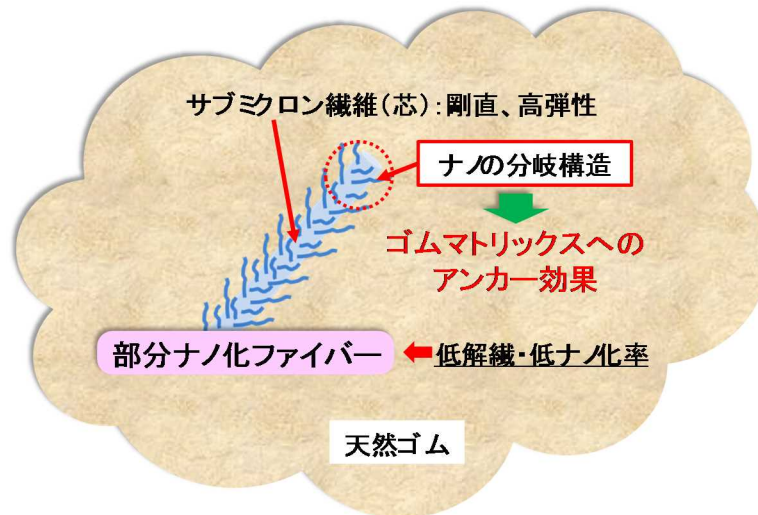 サブミクロン繊維(芯):剛直、高弾性
ナノの分岐構造
ゴムマトリックスへの
アンカー効果
部分ナノ化ファイバー
低解繊・低ナノ化率
天然ゴム